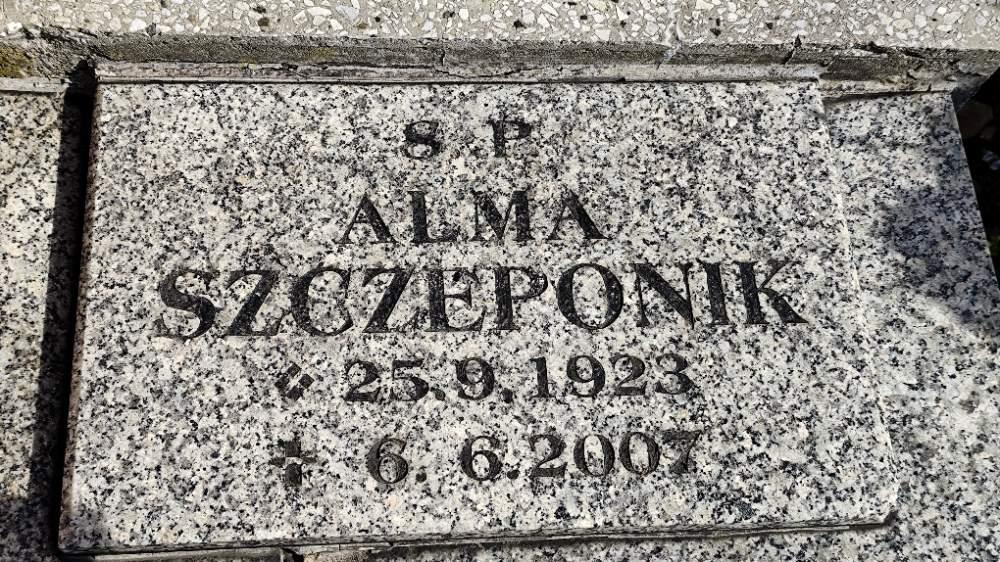 S P
ALMA
SZCZEPONIK
25.9.1923
6.6.2007